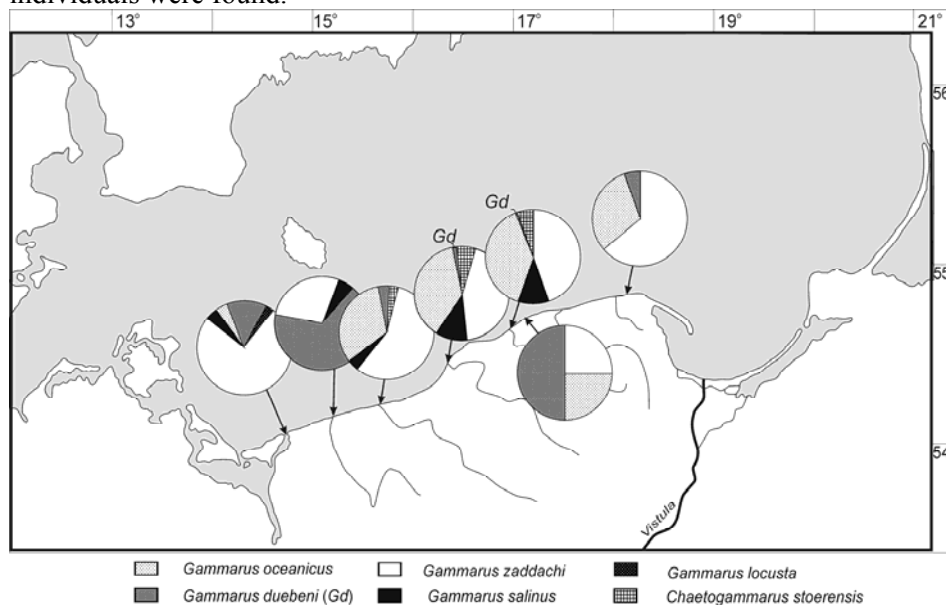 individuals were found.
13° 15° 17° 19° 21°
56
Gd
Gd
55
54
Vistula
Gammarus oceanicus Gammarus zaddachi Gammarus locusta
Gammarus duebeni (Gd) Gammarus salinus Chaetogammarus stoerensis